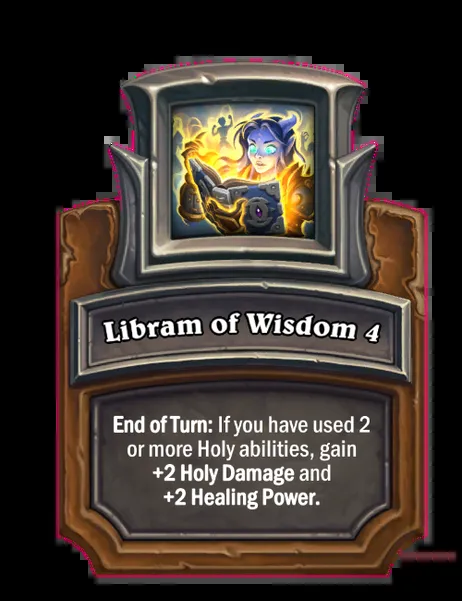 Libram of Wisdom 4
End of Turn: If you have used 2
or more Holy abilities, gain
+2 Holy Damage and
+2 Healing Power.